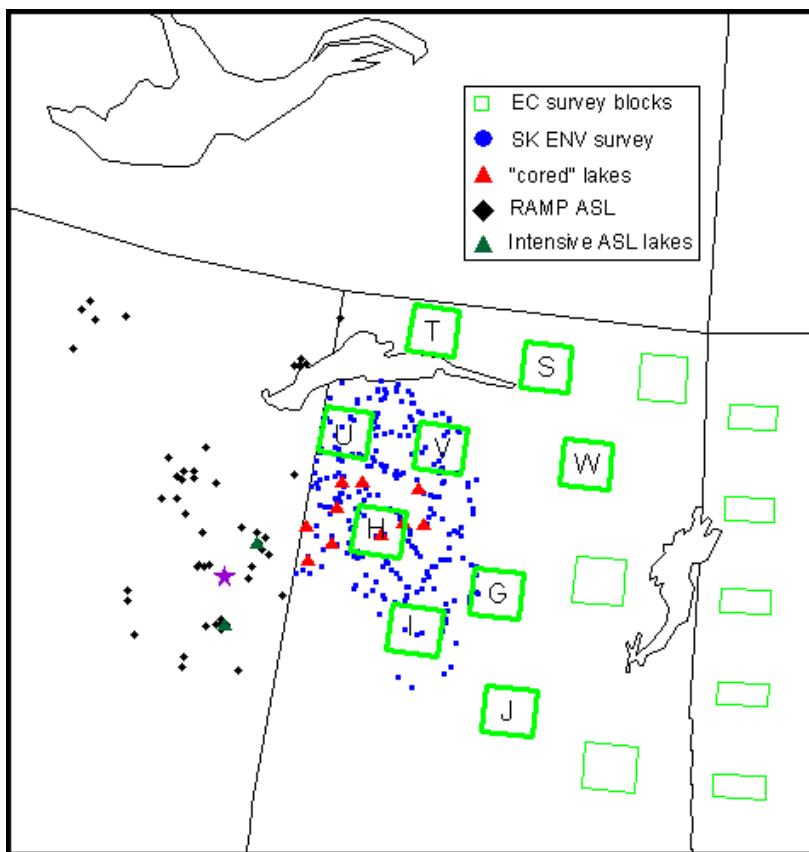 EC survey blocks
SK ENV survey
"cored" lakes
RAMP ASL
Intensive ASL lakes
T
S
U
y
W
H
G
I
J